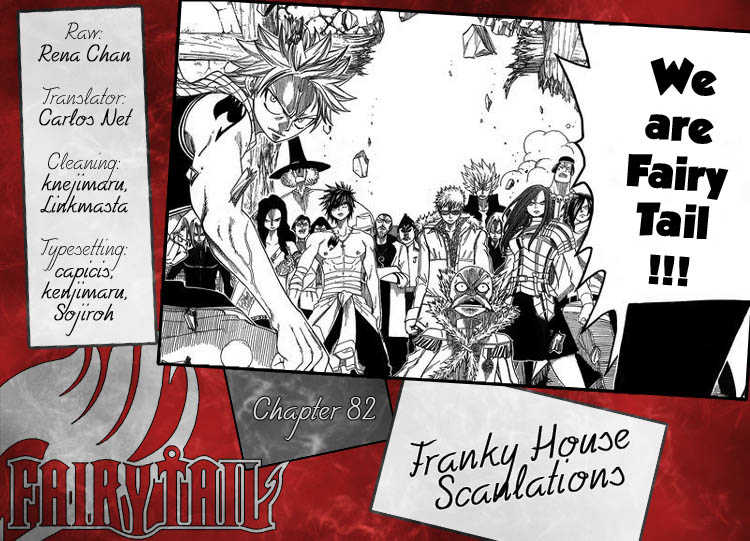 Raw:
Rena Chan
Translator:
Carlos Net
Cleaning:
knejimaru,
Linkmasta
Typesetting:
capicis,
kenjimaru,
Sojiroh
We
are
Fairy
Tail
!!!
Chapter 82
Franky House
Scanlations
FAIRY TAIL